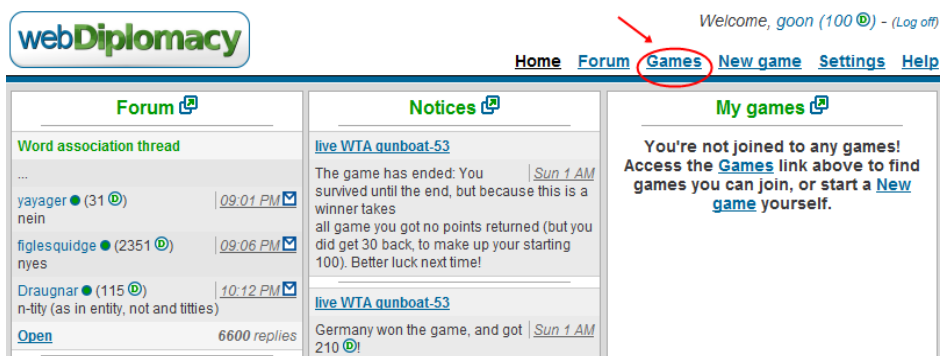 webDiplomacy
Welcome, goon (100 D) - (Log off)
Home Forum Games New game Settings Help
Forum
Word association thread
...
yayager (31 D) 09:01 PM
nein
figlesquidge (2351 D) 09:06 PM
nyes
Draugnar (115 D) 10:12 PM
n-tity (as in entity, not and titties)
Open 6600 replies
Notices
live WTA gunboat-53
The game has ended: You Sun 1 AM
survived until the end, but because this is a
winner takes
all game you got no points returned (but you
did get 30 back, to make up your starting
100). Better luck next time!
live WTA gunboat-53
Germany won the game, and got Sun 1 AM
210 D!
My games
You're not joined to any games!
Access the Games link above to find
games you can join, or start a New
game yourself.